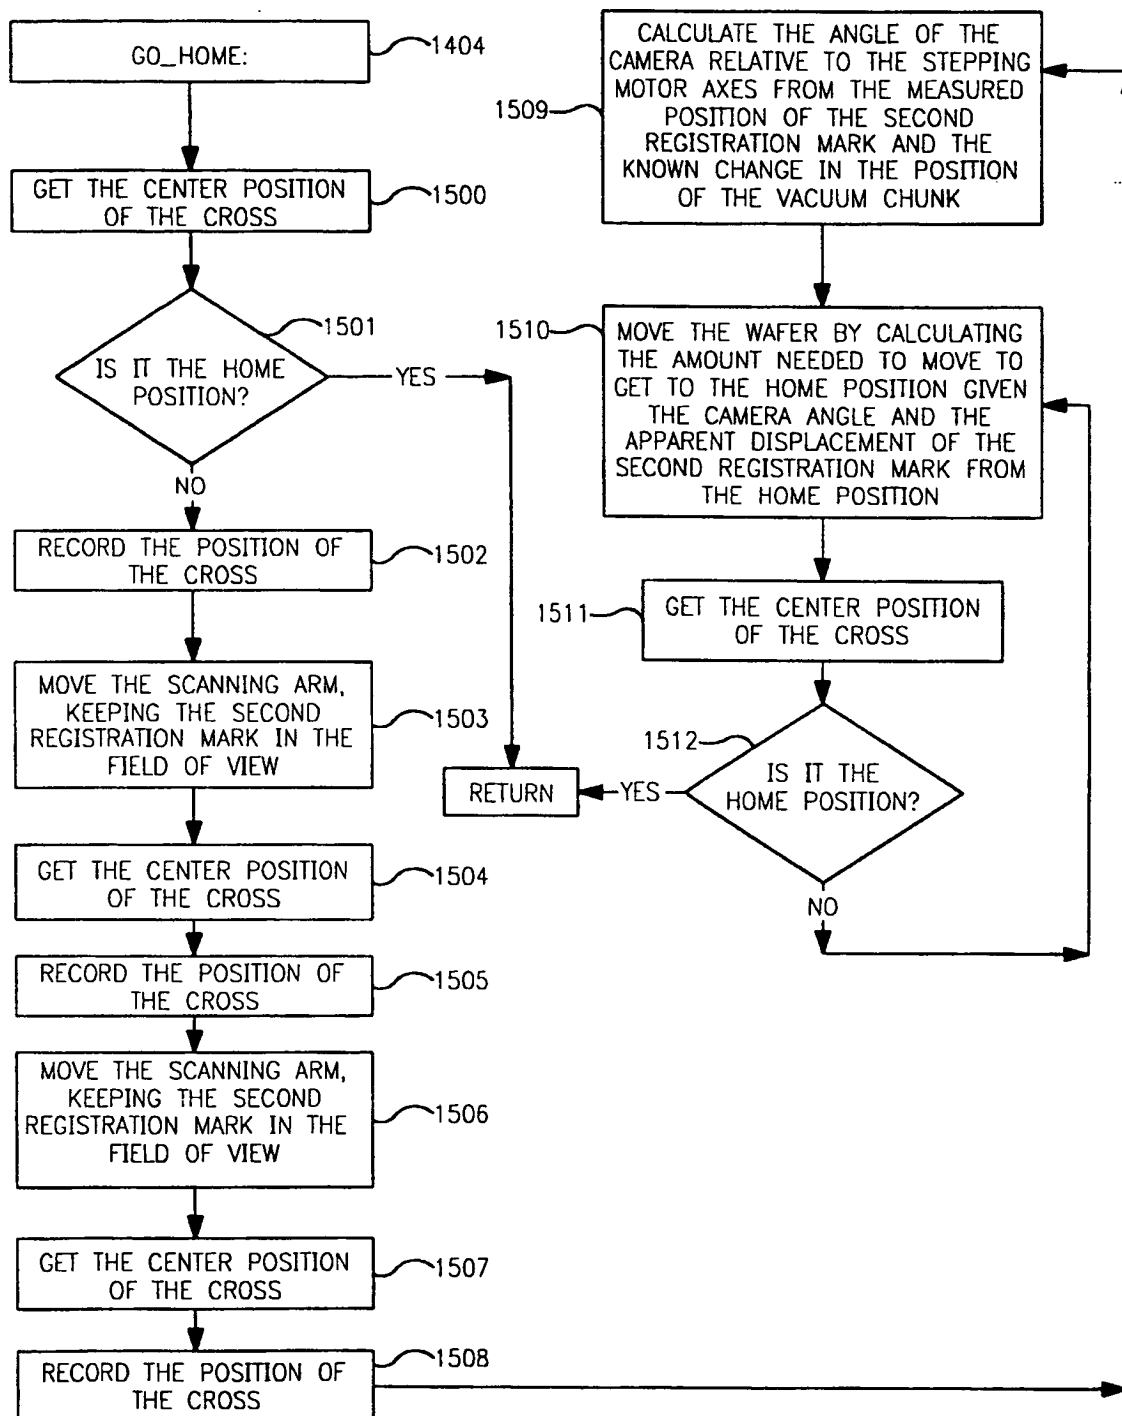 GO_HOME:
1404
GET THE CENTER POSITION
OF THE CROSS
1500
1501
IS IT THE HOME
POSITION?
YES
NO
RECORD THE POSITION OF
THE CROSS
1502
MOVE THE SCANNING ARM,
KEEPING THE SECOND
REGISTRATION MARK IN THE
FIELD OF VIEW
1503
GET THE CENTER POSITION
OF THE CROSS
1504
RECORD THE POSITION OF
THE CROSS
1505
MOVE THE SCANNING ARM,
KEEPING THE SECOND
REGISTRATION MARK IN THE
FIELD OF VIEW
1506
GET THE CENTER POSITION
OF THE CROSS
1507
RECORD THE POSITION OF
THE CROSS
1508
CALCULATE THE ANGLE OF THE
CAMERA RELATIVE TO THE STEPPING
MOTOR AXES FROM THE MEASURED
POSITION OF THE SECOND
REGISTRATION MARK AND THE
KNOWN CHANGE IN THE POSITION
OF THE VACUUM CHUNK
1509
1510
MOVE THE WAFER BY CALCULATING
THE AMOUNT NEEDED TO MOVE TO
GET TO THE HOME POSITION GIVEN
THE CAMERA ANGLE AND THE
APPARENT DISPLACEMENT OF THE
SECOND REGISTRATION MARK FROM
THE HOME POSITION
1511
GET THE CENTER POSITION
OF THE CROSS
1512
IS IT THE
HOME POSITION?
YES
RETURN
NO